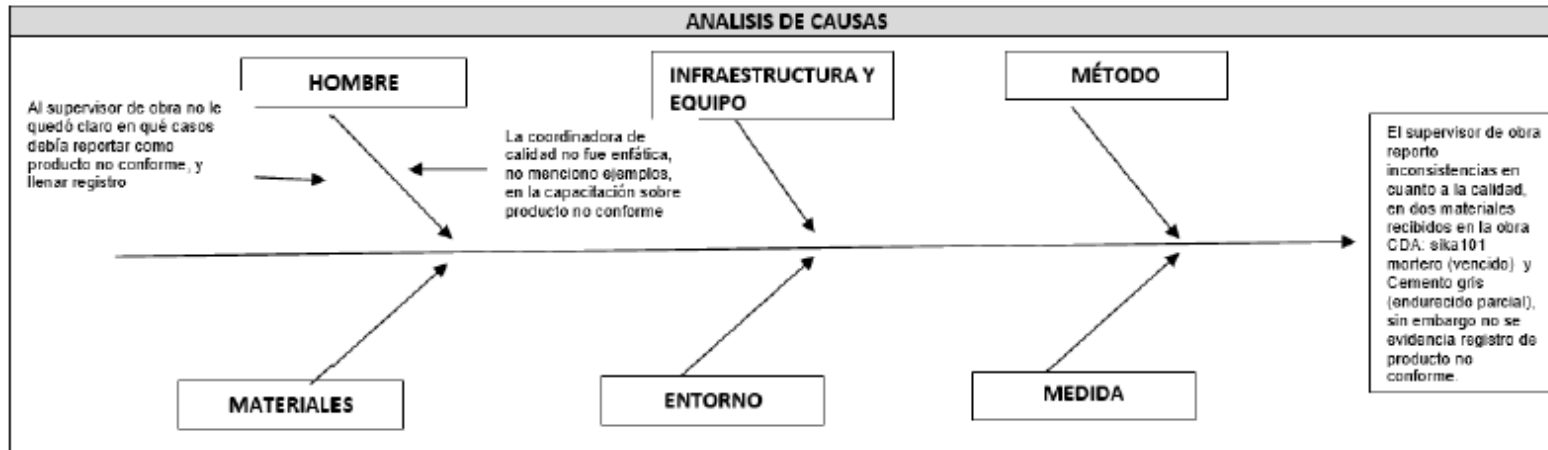 ANALISIS DE CAUSAS
HOMBRE
INFRAESTRUCTURA Y
EQUIPO
MÉTODO
Al supervisor de obra no le
quedó claro en qué casos
debía reportar como
producto no conforme, y
llenar registro
La coordinadora de
calidad no fue enfática,
no menciono ejemplos,
en la capacitación sobre
producto no conforme
El supervisor de obra
reporto
inconsistencias en
cuanto a la calidad,
en dos materiales
recibidos en la obra
CDA: sika101
mortero (vencido) y
Cemento gris
(endurecido parcial),
sin embargo no se
evidencia registro de
producto no
conforme.
MATERIALES
ENTORNO
MEDIDA